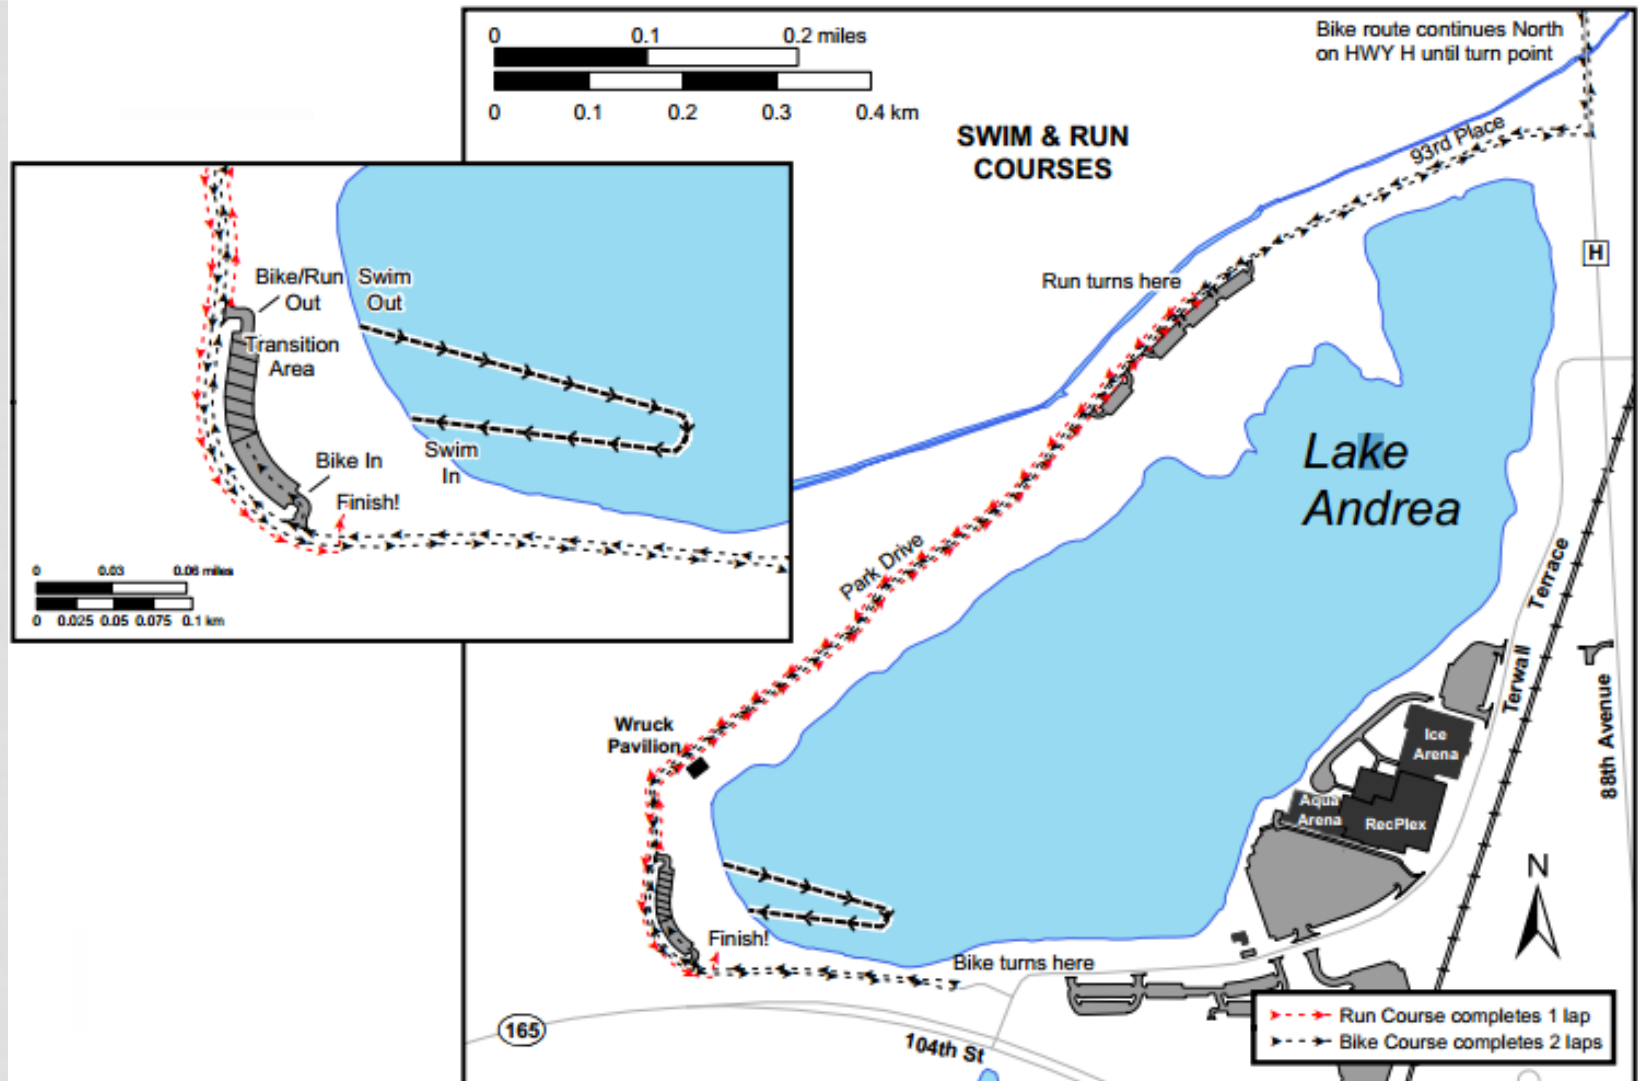 0 0.1 0.2 miles
0 0.1 0.2 0.3 0.4 km
Bike route continues North
on HWY H until turn point
SWIM & RUN
COURSES
93rd Place
H
Run turns here
Bike/Run
Out
Swim
Out
Transition
Area
Swim
In
Bike In
Finish!
0 0.03 0.06 miles
0 0.025 0.05 0.075 0.1 km
Lake
Andrea
Park Drive
Terwall Terrace
88th Avenue
Wruck
Pavilion
Ice
Arena
Aqua
Arena
RecPlex
N
Finish!
Bike turns here
165
104th St
Run Course completes 1 lap
Bike Course completes 2 laps